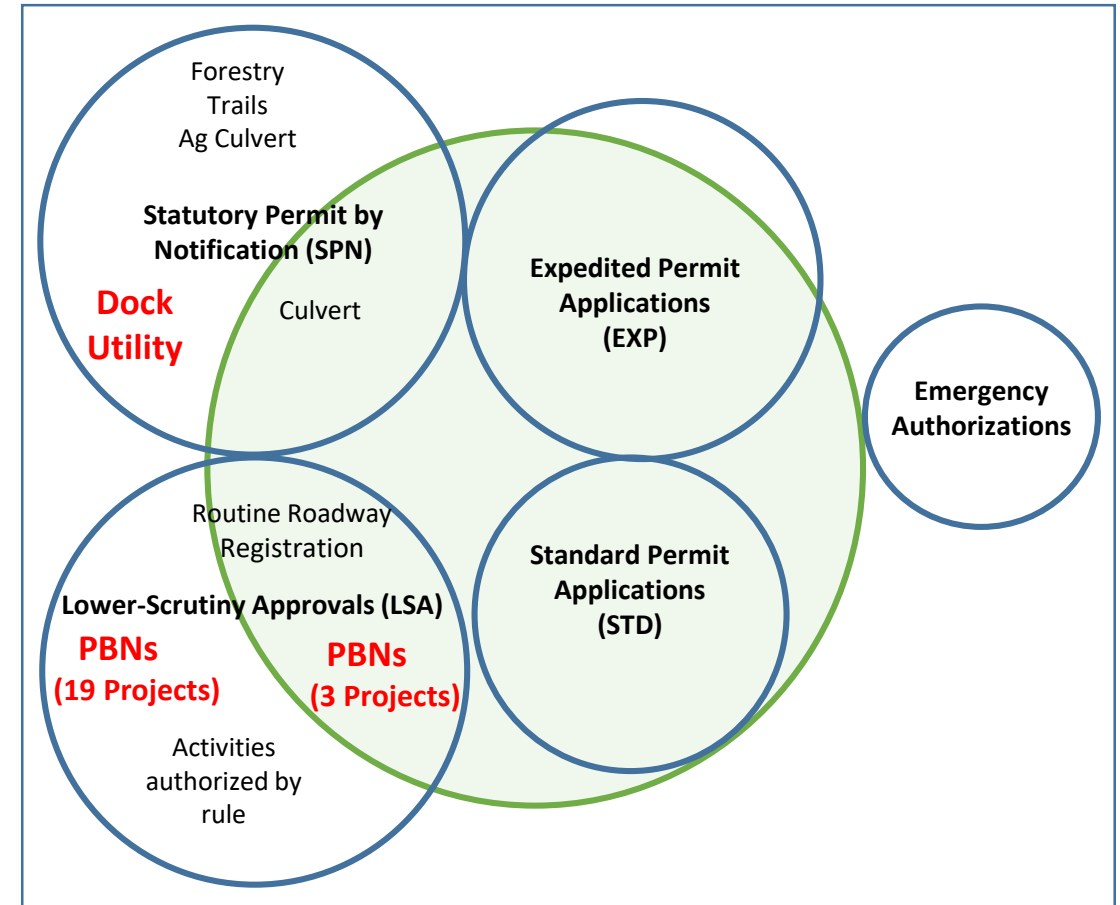 Forestry
Trails
Ag Culvert
Statutory Permit by
Notification (SPN)
Dock
Utility
Culvert
Expedited Permit
Applications
(EXP)
Emergency
Authorizations
Routine Roadway
Registration
Lower-Scrutiny Approvals (LSA)
PBNs
(19 Projects)
PBNs
(3 Projects)
Activities
authorized by
rule
Standard Permit
Applications
(STD)